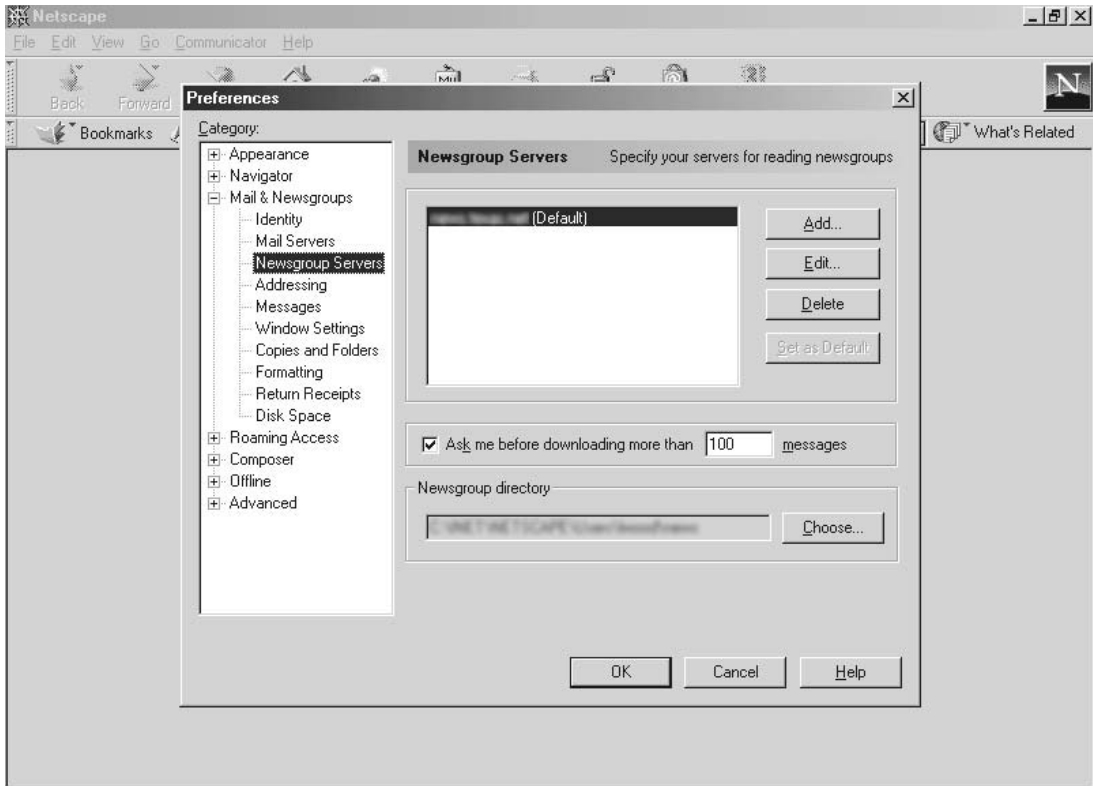 Netscape
File Edit View Go Communicator Help
Back Forward
N
Bookmarks
What's Related
Preferences
Category:
Appearance
Navigator
Mail & Newsgroups
Identity
Mail Servers
Newsgroup Servers
Addressing
Messages
Window Settings
Copies and Folders
Formatting
Return Receipts
Disk Space
Roaming Access
Composer
Offline
Advanced
Newsgroup Servers Specify your servers for reading newsgroups
(Default)
Add...
Edit...
Delete
Set as Default
Ask me before downloading more than 100 messages
Newsgroup directory
Choose...
OK Cancel Help